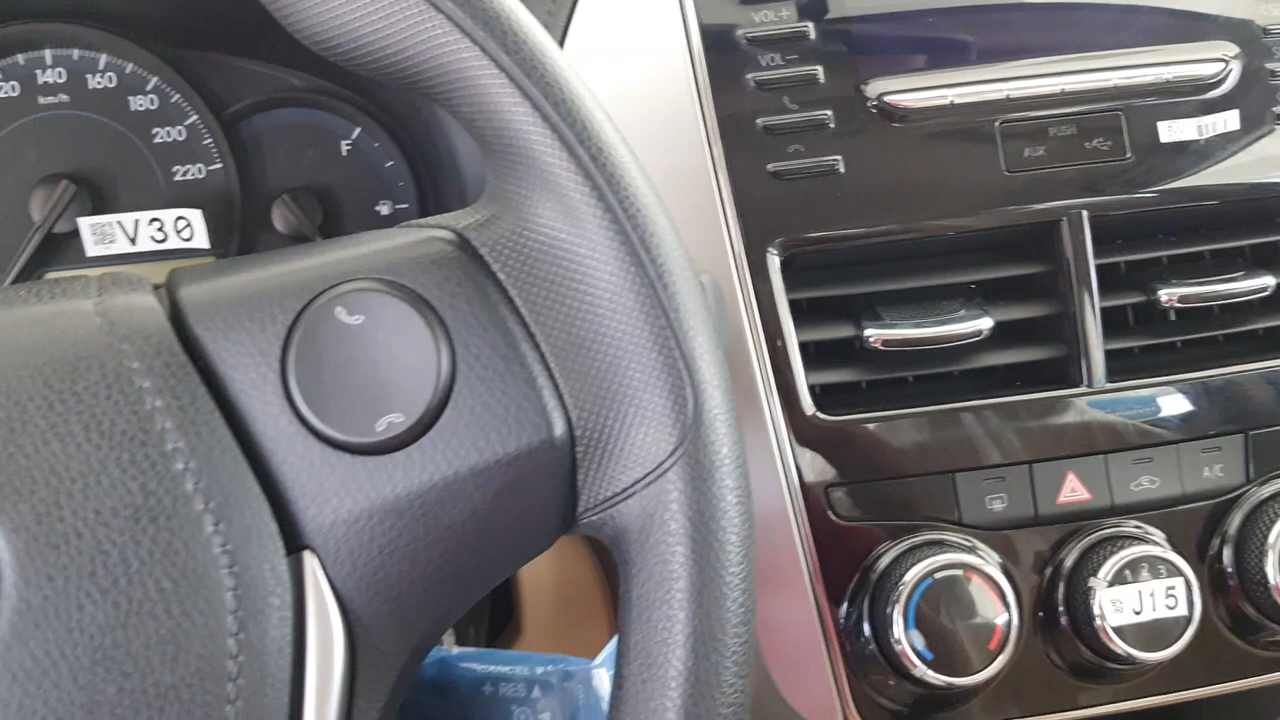 20 140 160 180 200 220
km/h
F
V30
VOL+
VOL-
PUSH
AUX
A/C
1 2 3
J15
CANCEL
+ RES